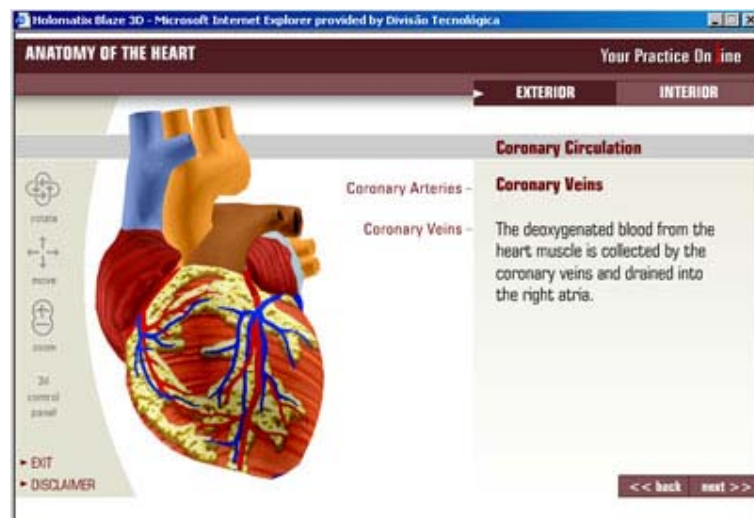 Holomatix Blaze 3D - Microsoft Internet Explorer provided by Divisão Tecnológica
ANATOMY OF THE HEART
Your Practice On line
EXTERIOR
INTERIOR
Coronary Circulation
Coronary Arteries
Coronary Veins
Coronary Veins
The deoxygenated blood from the
heart muscle is collected by the
coronary veins and drained into
the right atria.
rotate
move
zoom
3d
control
panel
EXIT
DISCLAIMER
<< back
next >>